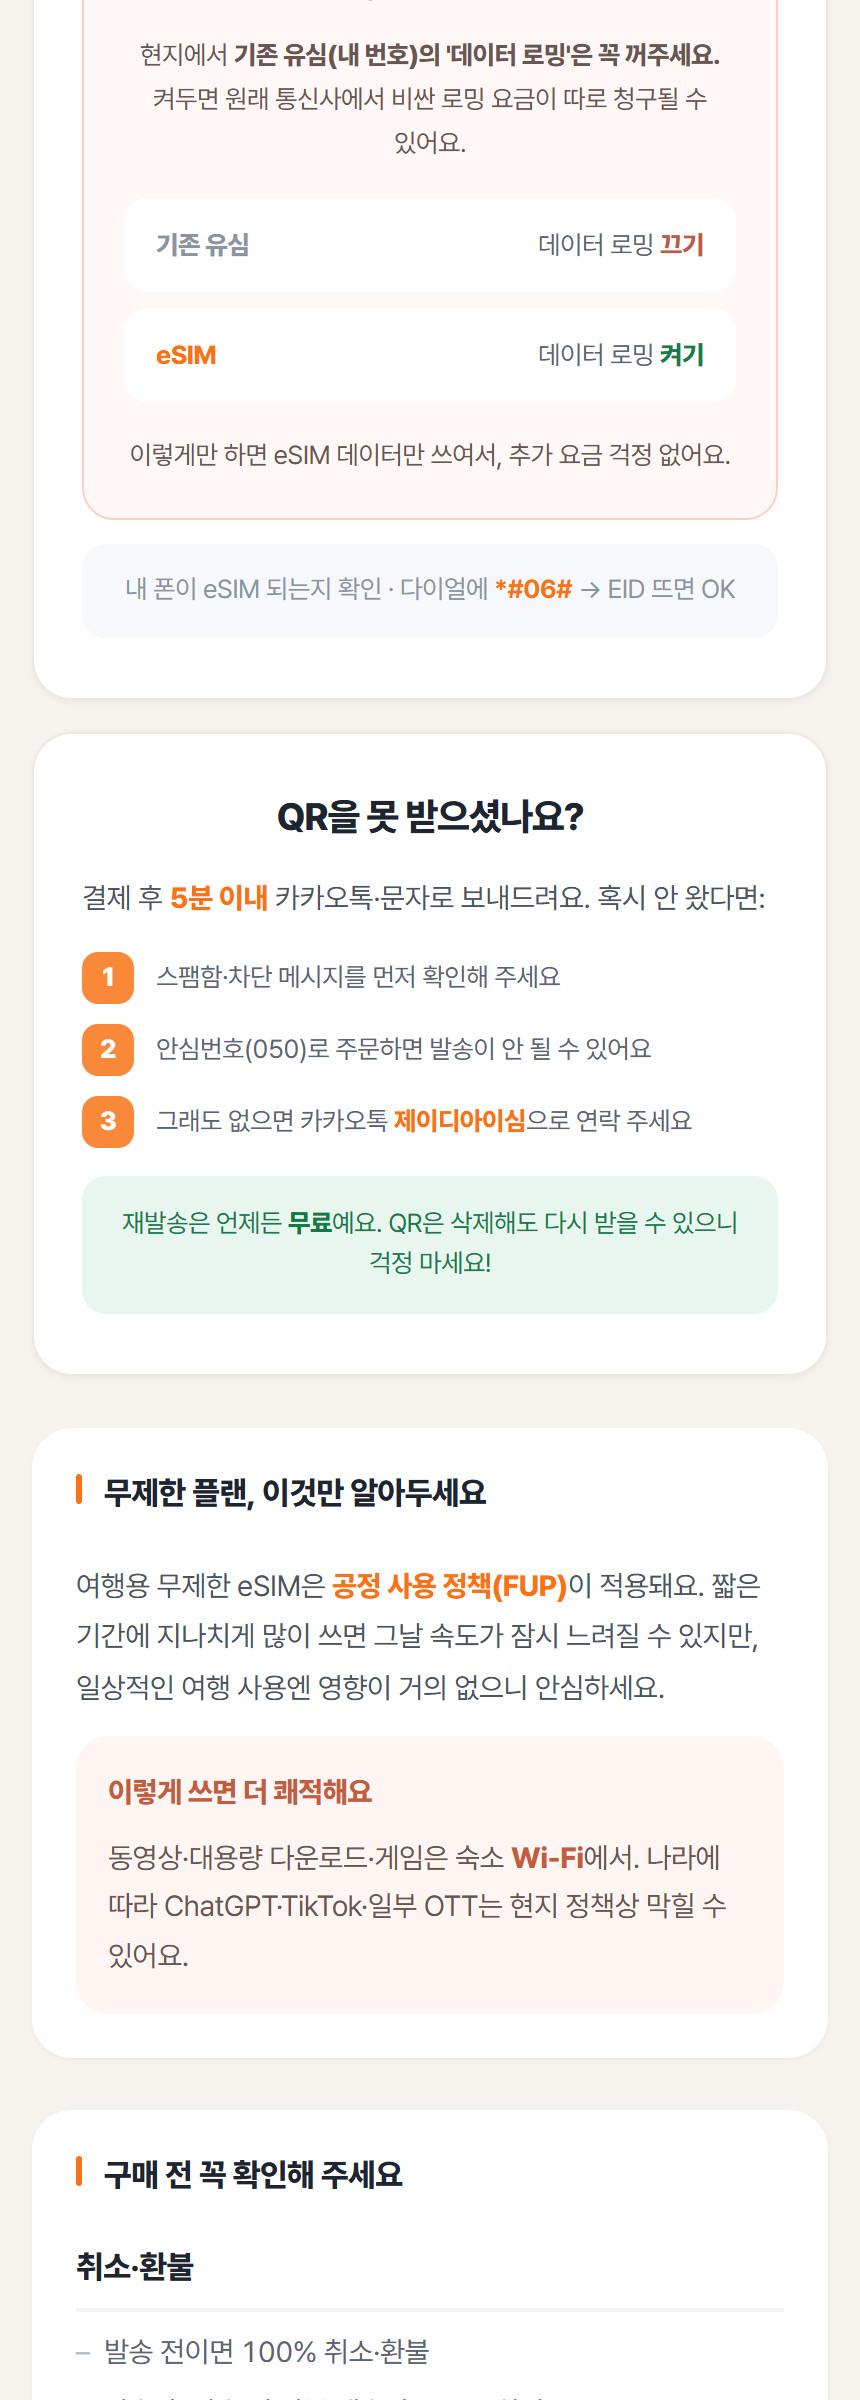 현지에서 기존 유심(내 번호)의 '데이터 로밍'은 꼭 꺼주세요.
켜두면 원래 통신사에서 비싼 로밍 요금이 따로 청구될 수
있어요.
기존 유심 데이터 로밍 끄기
eSIM 데이터 로밍 켜기
이렇게만 하면 eSIM 데이터만 쓰여서, 추가 요금 걱정 없어요.
내 폰이 eSIM 되는지 확인 · 다이얼에 *#06# → EID 뜨면 OK
QR을 못 받으셨나요?
결제 후 5분 이내 카카오톡·문자로 보내드려요. 혹시 안 왔다면:
1 스팸함·차단 메시지를 먼저 확인해 주세요
2 안심번호(050)로 주문하면 발송이 안 될 수 있어요
3 그래도 없으면 카카오톡 제이디아이심으로 연락 주세요
재발송은 언제든 무료예요. QR은 삭제해도 다시 받을 수 있으니
걱정 마세요!
무제한 플랜, 이것만 알아두세요
여행용 무제한 eSIM은 공정 사용 정책(FUP)이 적용돼요. 짧은
기간에 지나치게 많이 쓰면 그날 속도가 잠시 느려질 수 있지만,
일상적인 여행 사용엔 영향이 거의 없으니 안심하세요.
이렇게 쓰면 더 쾌적해요
동영상·대용량 다운로드·게임은 숙소 Wi-Fi에서. 나라에
따라 ChatGPT·TikTok·일부 OTT는 현지 정책상 막힐 수
있어요.
구매 전 꼭 확인해 주세요
취소·환불
– 발송 전이면 100% 취소·환불